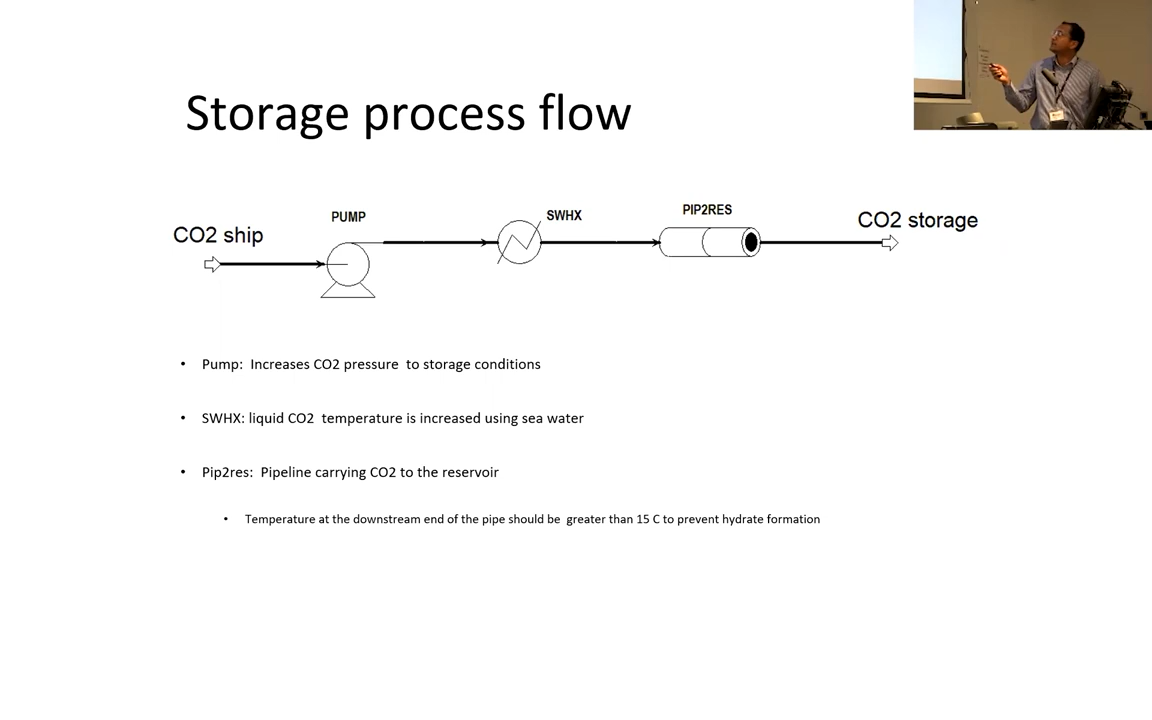 Storage process flow
CO2 ship
PUMP
SWHX
PIP2RES
CO2 storage
• Pump: Increases CO2 pressure to storage conditions
• SWHX: liquid CO2 temperature is increased using sea water
• Pip2res: Pipeline carrying CO2 to the reservoir
• Temperature at the downstream end of the pipe should be greater than 15 C to prevent hydrate formation